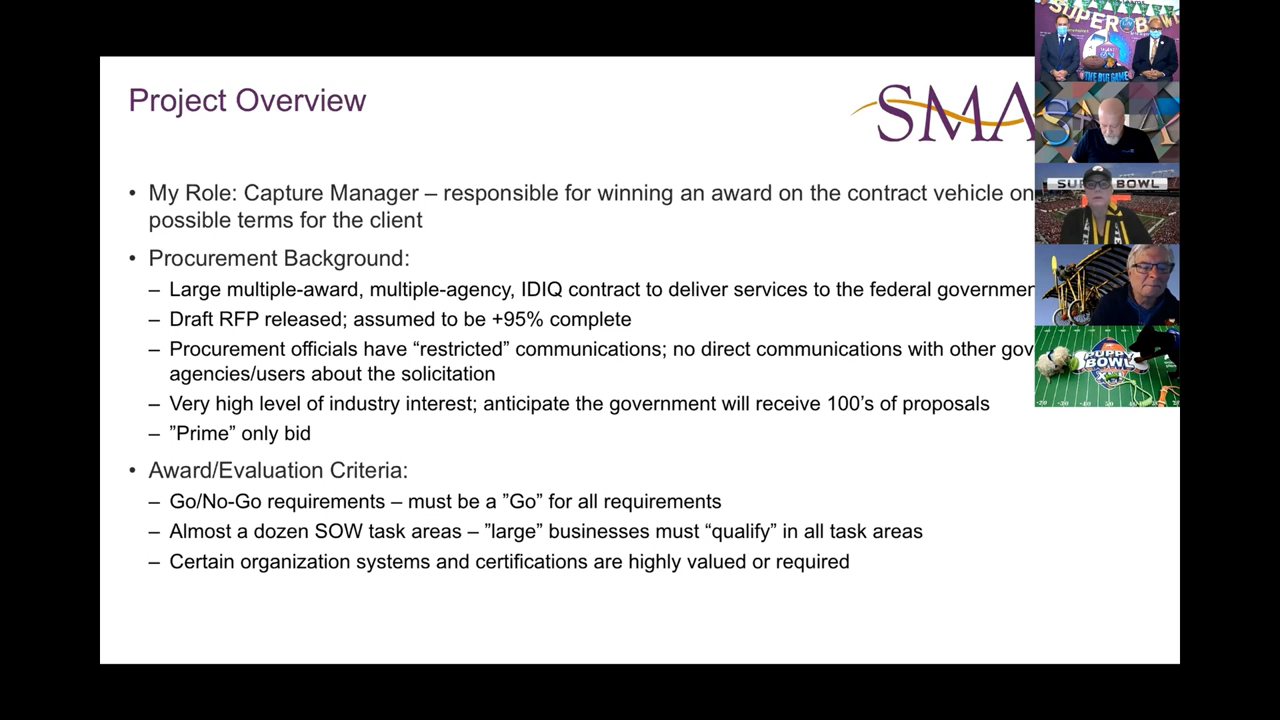 Project Overview
SMA
• My Role: Capture Manager – responsible for winning an award on the contract vehicle on
possible terms for the client
• Procurement Background:
– Large multiple-award, multiple-agency, IDIQ contract to deliver services to the federal governmen
– Draft RFP released; assumed to be +95% complete
– Procurement officials have “restricted” communications; no direct communications with other gov
agencies/users about the solicitation
– Very high level of industry interest; anticipate the government will receive 100’s of proposals
– ”Prime” only bid
• Award/Evaluation Criteria:
– Go/No-Go requirements – must be a ”Go” for all requirements
– Almost a dozen SOW task areas – ”large” businesses must “qualify” in all task areas
– Certain organization systems and certifications are highly valued or required
SUPER BOWL
THE BIG GAME
SUP BOWL
PUPPY
BOWL